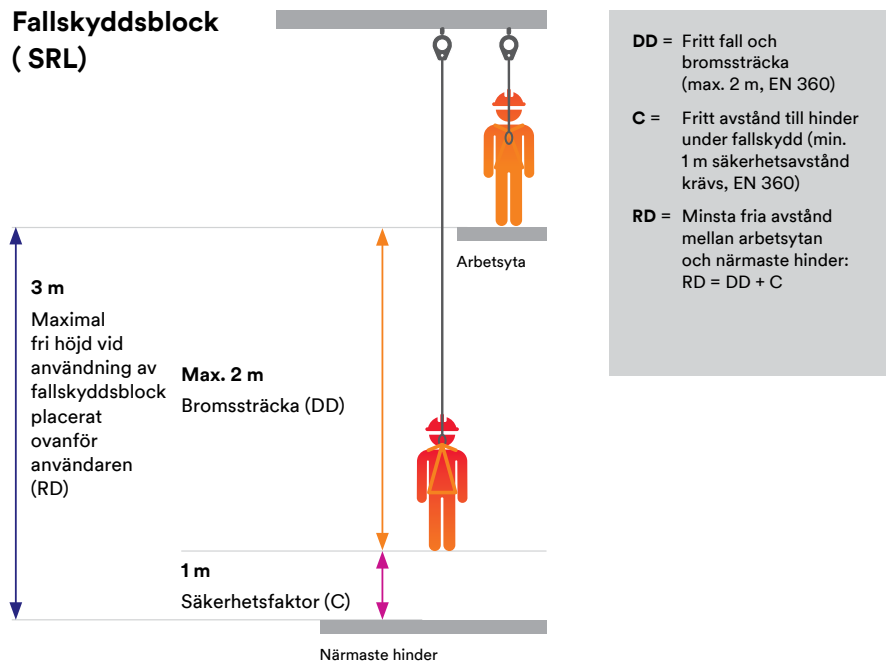 Fallskyddsblock
( SRL)
Arbetsyta
3 m
Maximal
fri höjd vid
användning av
fallskyddsblock
placerat
ovanför
användaren
(RD)
Max. 2 m
Bromssträcka (DD)
1 m
Säkerhetsfaktor (C)
Närmaste hinder
DD = Fritt fall och
bromssträcka
(max. 2 m, EN 360)
C = Fritt avstånd till hinder
under fallskydd (min.
1 m säkerhetsavstånd
krävs, EN 360)
RD = Minsta fria avstånd
mellan arbetsytan
och närmaste hinder:
RD = DD + C